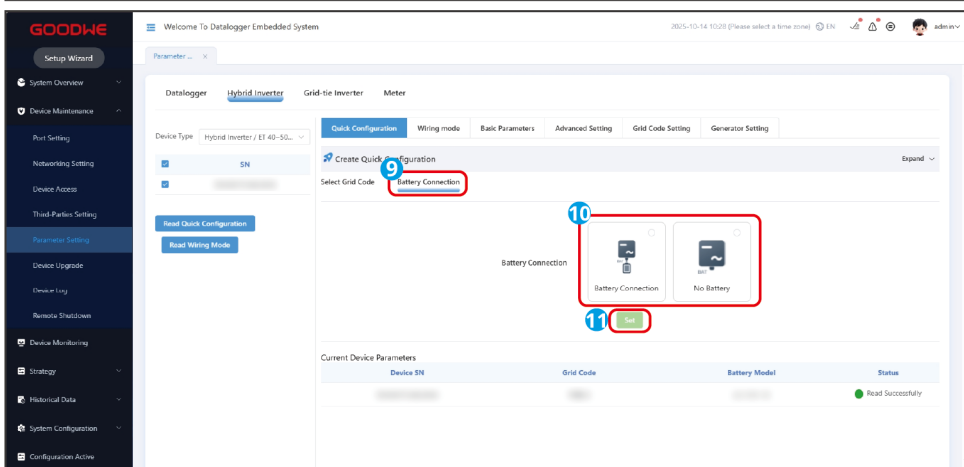 GOODWE
Welcome To Datalogger Embedded System
2025-10-14 10:28 (Please select a time zone) EN
admin
Setup Wizard
Parameter ... ×
System Overview
Datalogger Hybrid Inverter Grid-tie Inverter Meter
Device Maintenance
Port Setting
Device Type Hybrid Inverter / ET 40~50...
Quick Configuration Wiring mode Basic Parameters Advanced Setting Grid Code Setting Generator Setting
Networking Setting
SN
Create Quick Configuration
Expand
9
Device Access
Select Grid Code Battery Connection
Third-Parties Setting
10
Read Quick Configuration
Parameter Setting
Read Wiring Mode
Battery Connection
BAT
BAT
Device Upgrade
Battery Connection No Battery
Device Log
Remote Shutdown
11
Set
Device Monitoring
Current Device Parameters
Strategy
Device SN Grid Code Battery Model Status
Read Successfully
Historical Data
System Configuration
Configuration Active